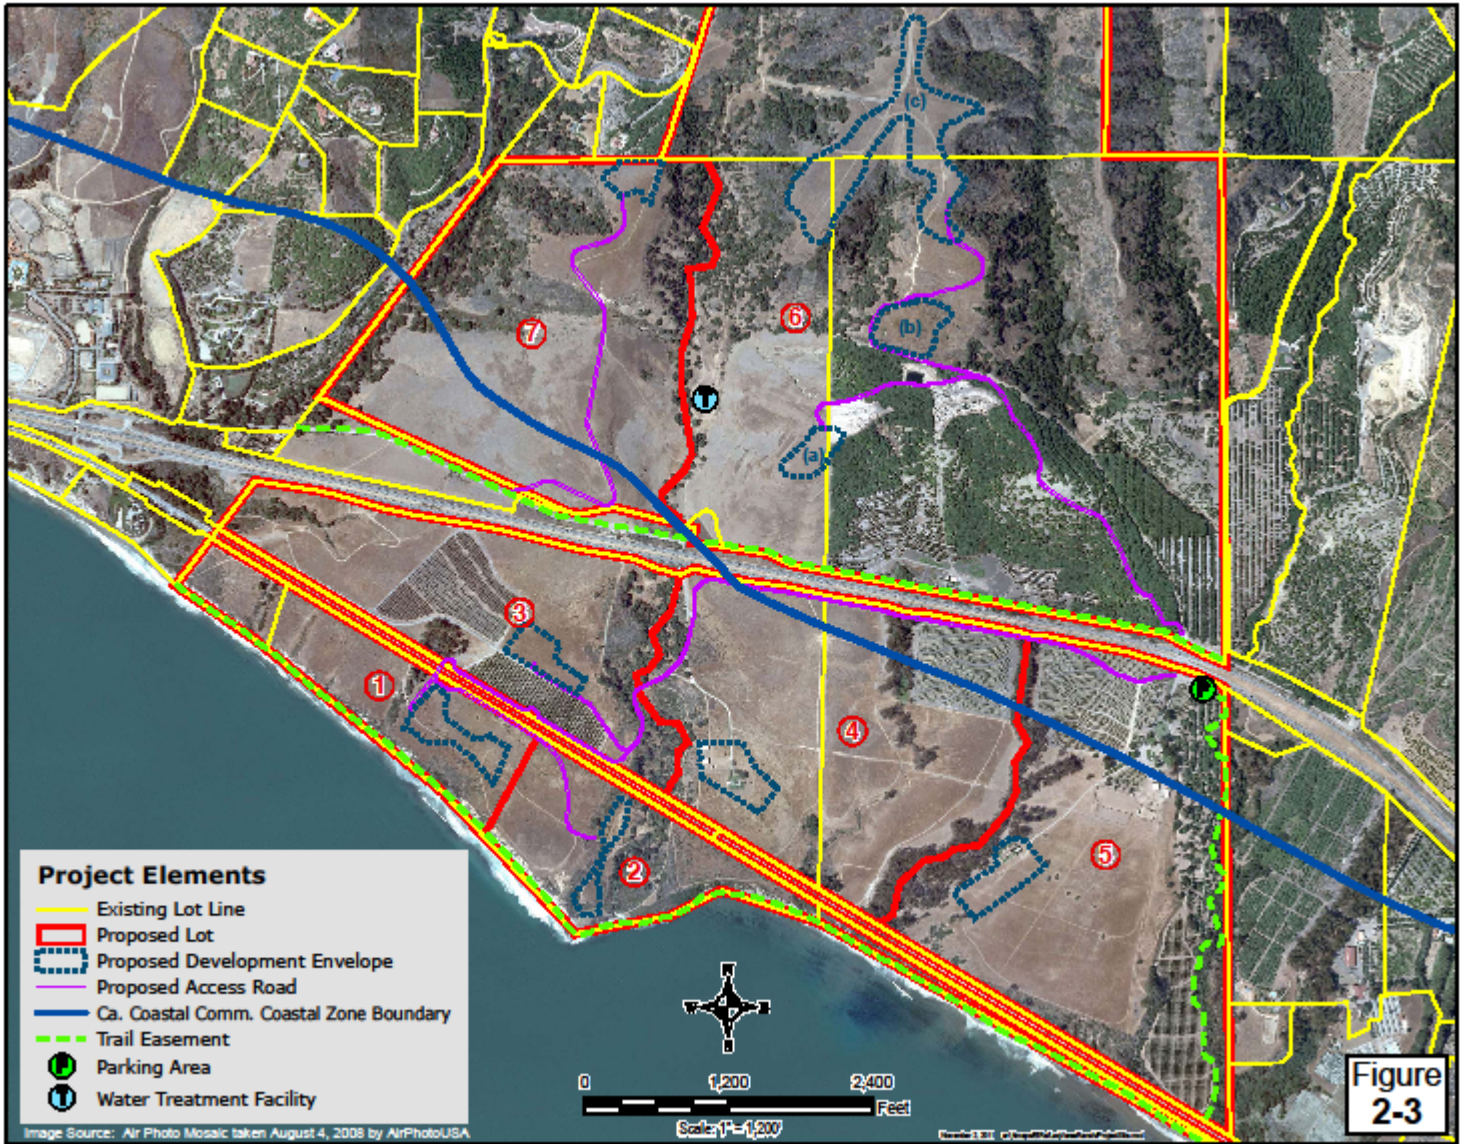 (c)
6
7
(b)
T
(a)
3
1
P
4
5
2
Project Elements
Existing Lot Line
Proposed Lot
Proposed Development Envelope
Proposed Access Road
Ca. Coastal Comm. Coastal Zone Boundary
Trail Easement
P Parking Area
T Water Treatment Facility
Image Source: Air Photo Mosaic taken August 4, 2008 by AirPhotoUSA
N
W E
S
0 1,200 2,400
Feet
Scale: 1" = 1,200'
Figure
2-3